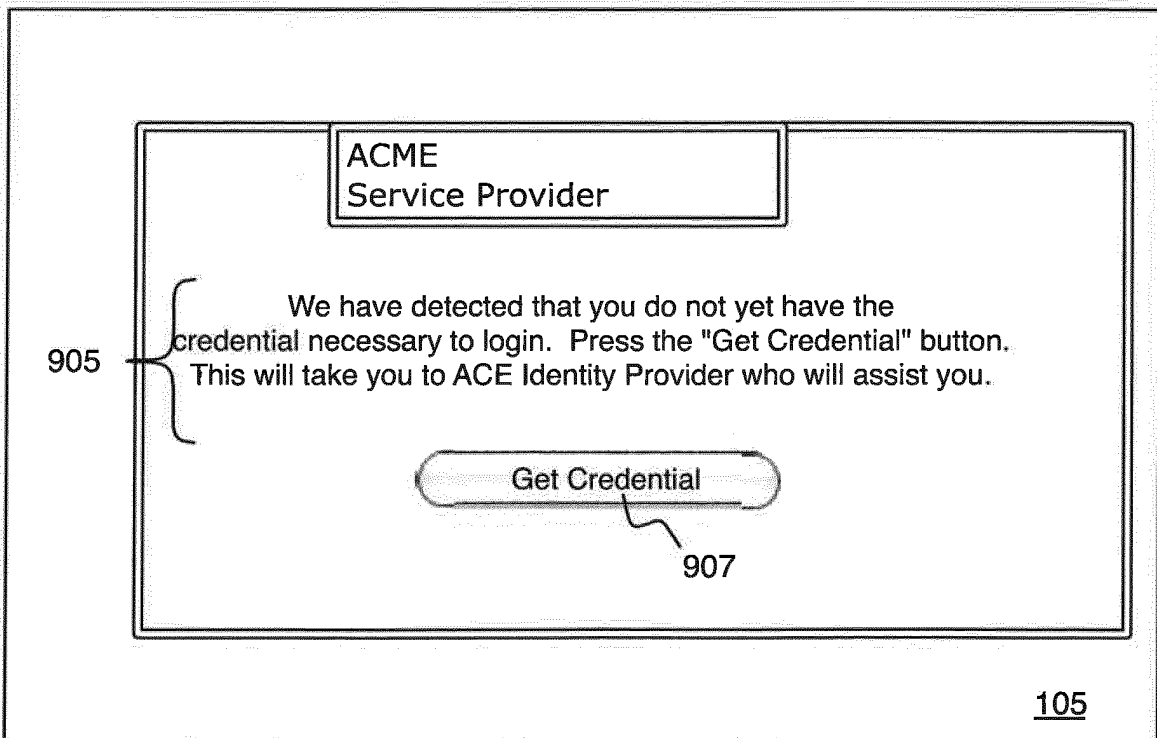 ACME
Service Provider
We have detected that you do not yet have the
credential necessary to login. Press the "Get Credential" button.
This will take you to ACE Identity Provider who will assist you.
905
Get Credential
907
105